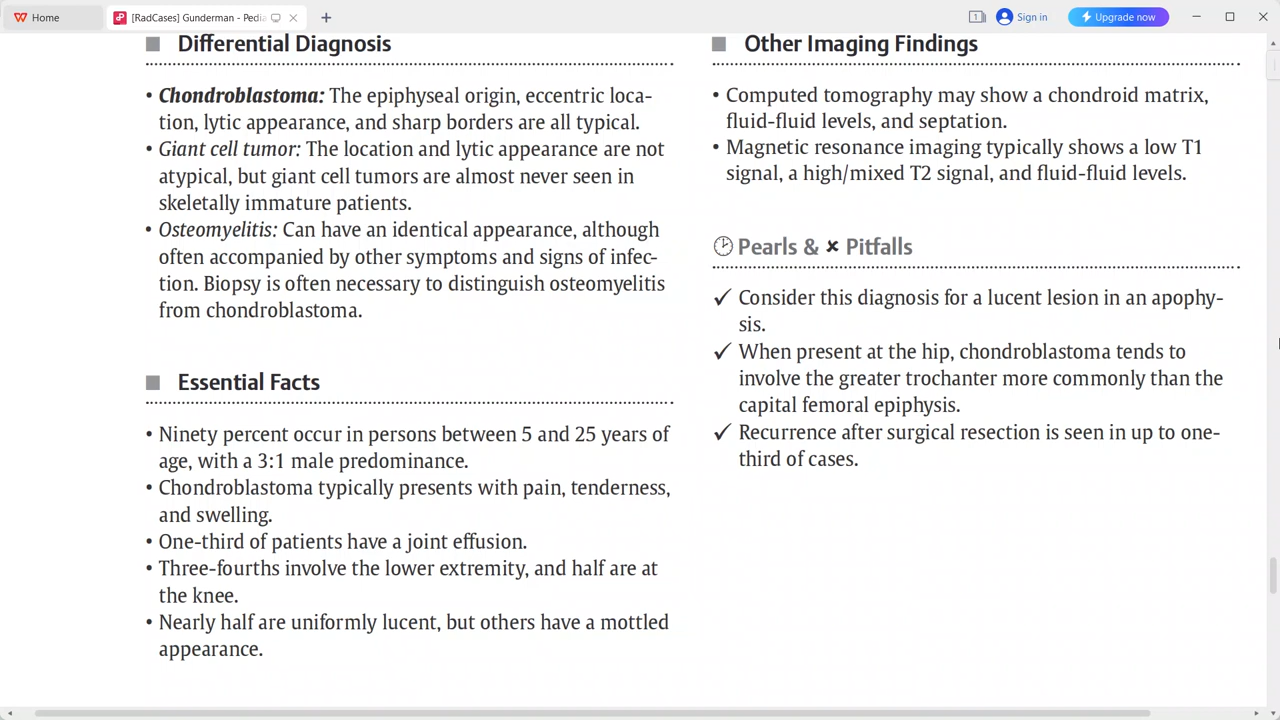 Home
[RadCases] Gunderman - Pedia
1
Sign in
Upgrade now
Differential Diagnosis
• Chondroblastoma: The epiphyseal origin, eccentric loca-
tion, lytic appearance, and sharp borders are all typical.
• Giant cell tumor: The location and lytic appearance are not
atypical, but giant cell tumors are almost never seen in
skeletally immature patients.
• Osteomyelitis: Can have an identical appearance, although
often accompanied by other symptoms and signs of infec-
tion. Biopsy is often necessary to distinguish osteomyelitis
from chondroblastoma.
Essential Facts
• Ninety percent occur in persons between 5 and 25 years of
age, with a 3:1 male predominance.
• Chondroblastoma typically presents with pain, tenderness,
and swelling.
• One-third of patients have a joint effusion.
• Three-fourths involve the lower extremity, and half are at
the knee.
• Nearly half are uniformly lucent, but others have a mottled
appearance.
Other Imaging Findings
• Computed tomography may show a chondroid matrix,
fluid-fluid levels, and septation.
• Magnetic resonance imaging typically shows a low T1
signal, a high/mixed T2 signal, and fluid-fluid levels.
Pearls & ✗ Pitfalls
✓ Consider this diagnosis for a lucent lesion in an apophy-
sis.
✓ When present at the hip, chondroblastoma tends to
involve the greater trochanter more commonly than the
capital femoral epiphysis.
✓ Recurrence after surgical resection is seen in up to one-
third of cases.